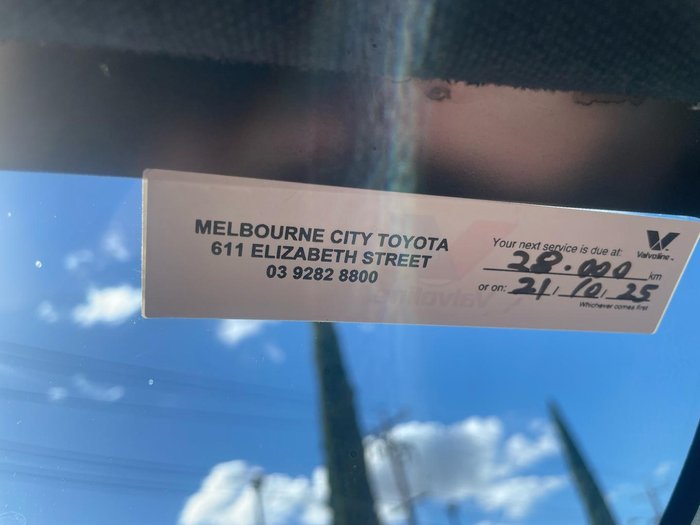 MELBOURNE CITY TOYOTA
611 ELIZABETH STREET
03 9282 8800
Your next service is due at:
28.000 km
or on: 21/10/25
Whichever comes first
Valvoline
Valvoline